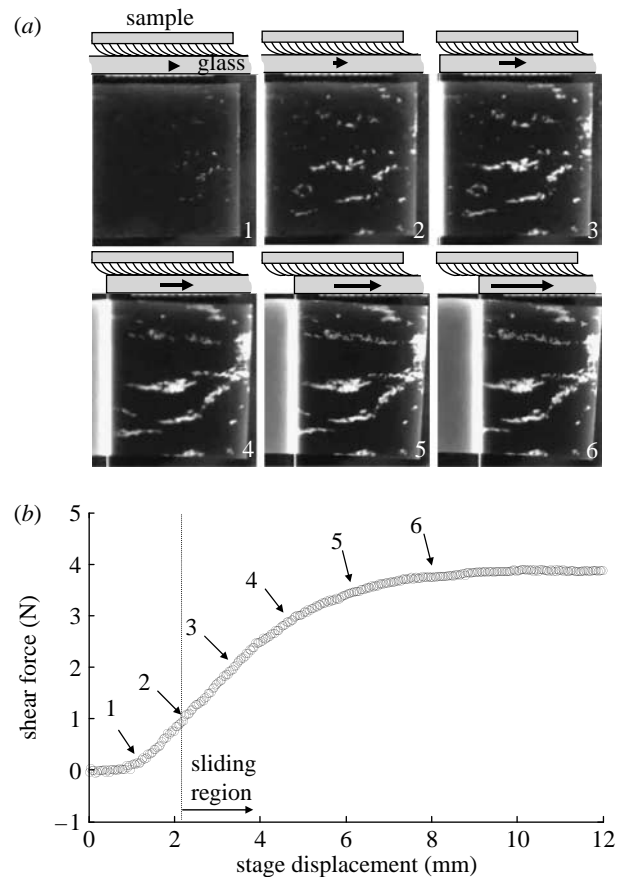 (a)
sample
glass
1
2
3
4
5
6
(b)
5
4
3
2
1
0
−1
shear force (N)
1
2
3
4
5
6
sliding
region
0 2 4 6 8 10 12
stage displacement (mm)